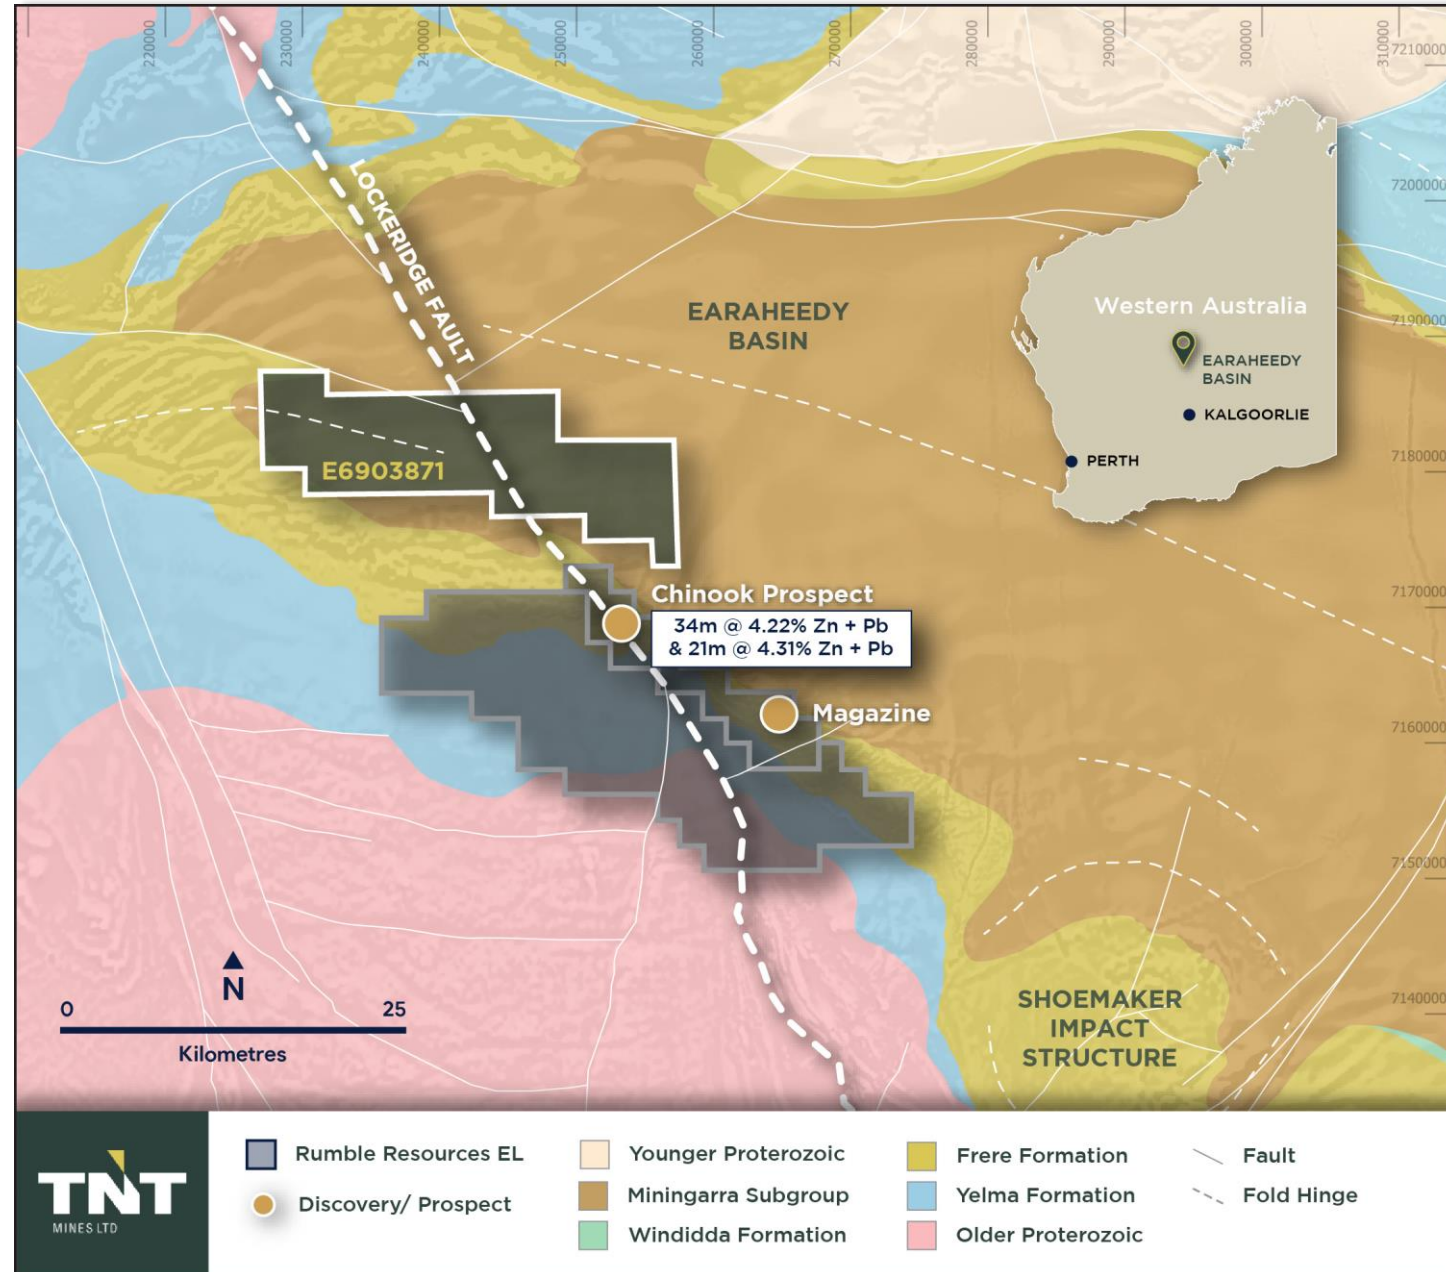 220000
230000
240000
250000
260000
270000
280000
290000
300000
310000
7210000
7200000
7190000
7180000
7170000
7160000
7150000
7140000
LOCKERIDGE FAULT
EARAHEEDY
BASIN
Western Australia
EARAHEEDY
BASIN
KALGOORLIE
PERTH
E6903871
Chinook Prospect
34m @ 4.22% Zn + Pb
& 21m @ 4.31% Zn + Pb
Magazine
SHOEMAKER
IMPACT
STRUCTURE
N
0 25
Kilometres
TNT
MINES LTD
Rumble Resources EL
Discovery/ Prospect
Younger Proterozoic
Miningarra Subgroup
Windidda Formation
Frere Formation
Yelma Formation
Older Proterozoic
Fault
Fold Hinge